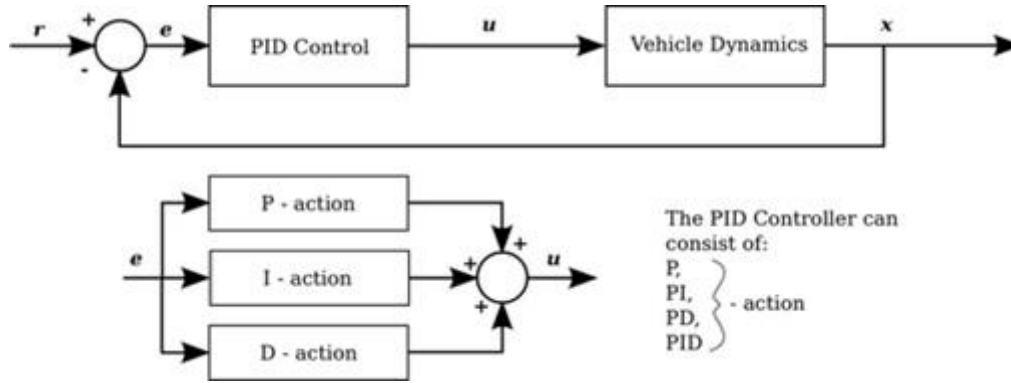 r
+
-
e
PID Control
u
Vehicle Dynamics
x
P - action
e
I - action
D - action
+
+
+
u
The PID Controller can
consist of:
P,
PI,
PD,
PID
- action